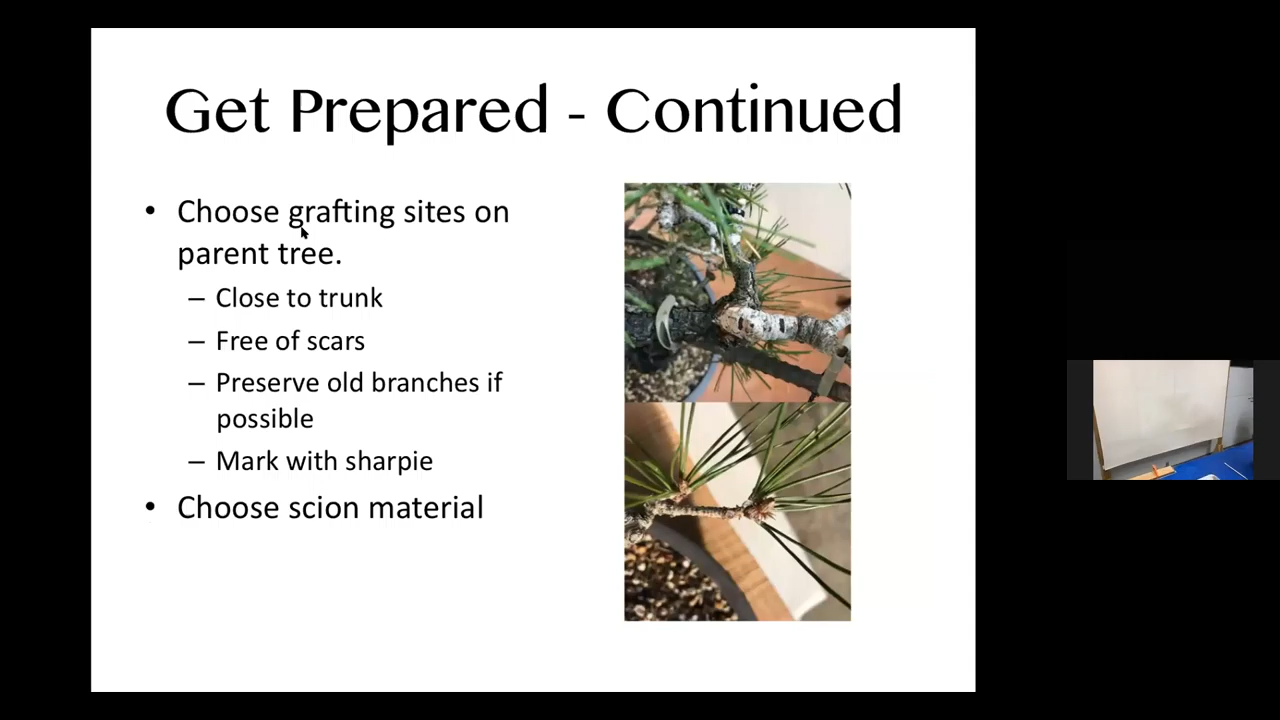 Get Prepared - Continued
• Choose grafting sites on
parent tree.
– Close to trunk
– Free of scars
– Preserve old branches if
possible
– Mark with sharpie
• Choose scion material